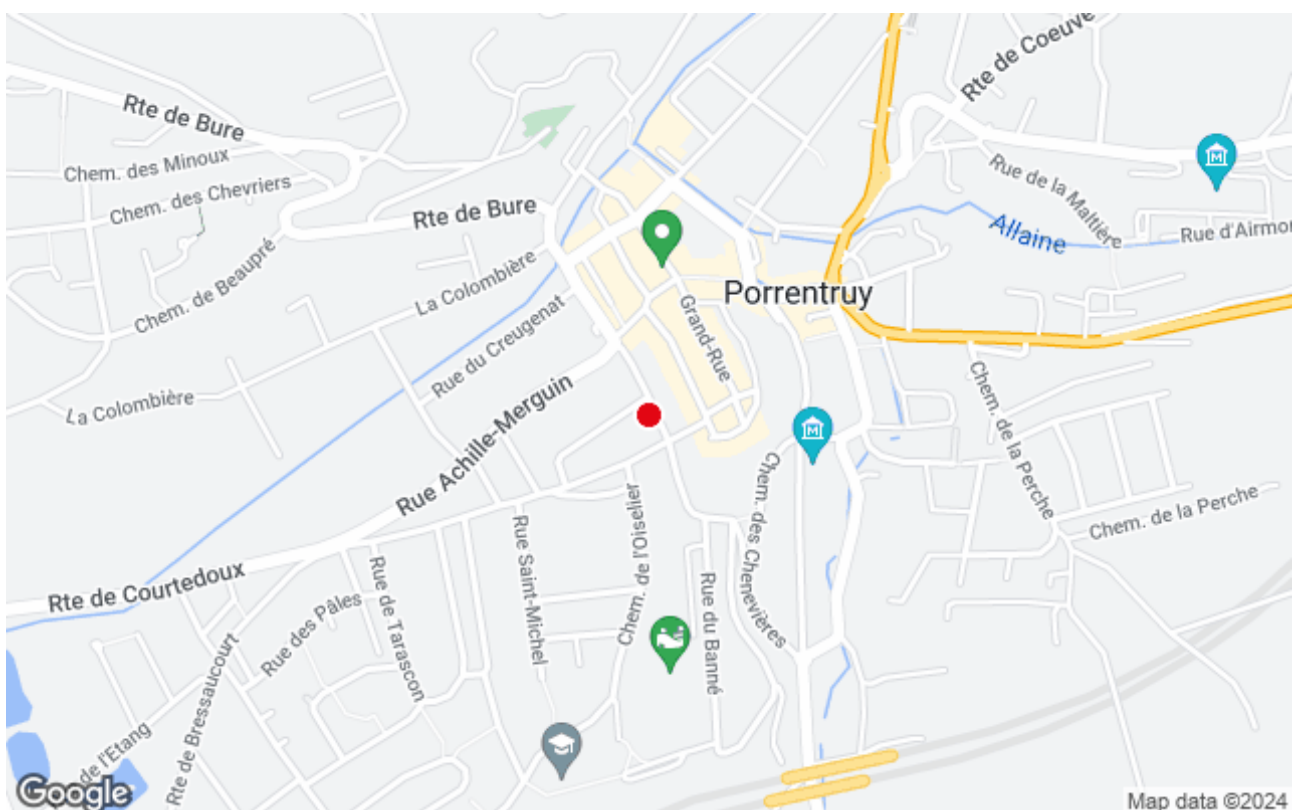 Rte de Coeuve
Rte de Bure
Chem. des Minoux
Chem. des Chevriers
Rte de Bure
Rue de la Maltière
Allaine
Rue d'Airmon
Chem. de Beaupré
La Colombière
Porrentruy
Rue du Creugenat
Grand-Rue
La Colombière
Rue Achille-Merguin
Chem. de la Perche
Chem. de la Perche
Chem. des Chenevières
Chem. de l'Oiselier
Rue Saint-Michel
Rue de Tarascon
Rte de Courtedoux
Rue des Pâles
Rue du Banné
Rte de Bressaucourt
de l'Etang
Google
Map data ©2024